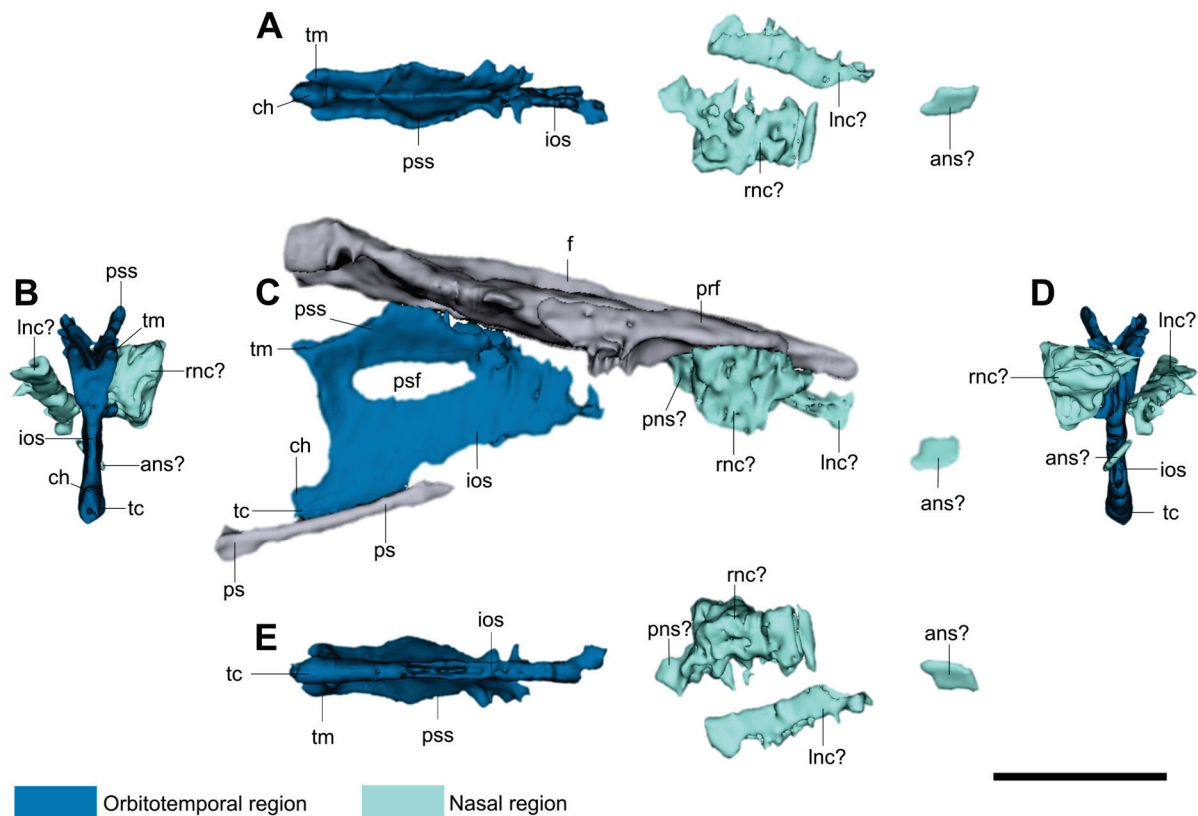 A
tm
ch
pss
ios
lnc?
rnc?
ans?
B
pss
lnc?
tm
rnc?
ios
ans?
ch
tc
C
f
prf
pss
tm
psf
pns?
rnc?
lnc?
ch
ios
tc
ps
ps
ans?
D
lnc?
rnc?
ans?
ios
tc
E
ios
tc
tm
pss
rnc?
pns?
lnc?
ans?
Orbitotemporal region
Nasal region